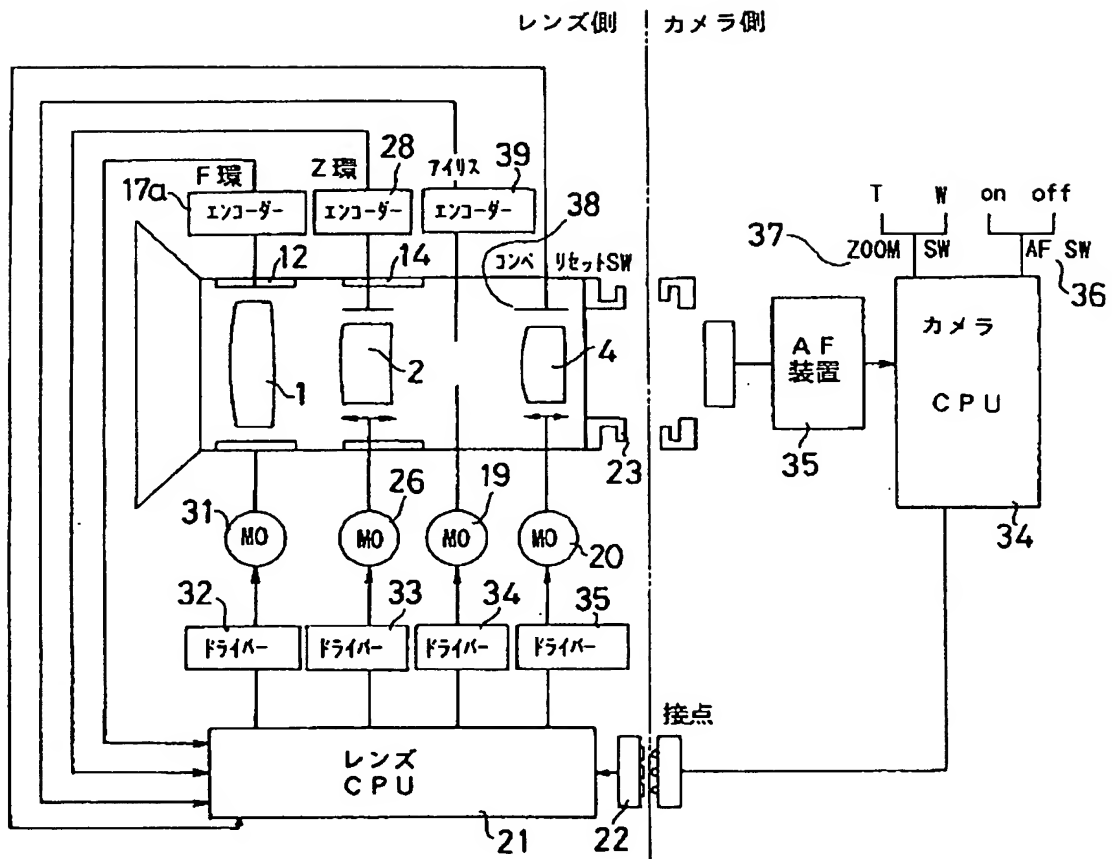 レンズ側 カメラ側
F環 Z環 28 アイリス 39
17a エンコーダー エンコーダー エンコーダー 38
T W on off
37 ZOOM SW AF SW 36
12 14 コンペ リセットSW
カメラ
CPU
AF
装置
35
34
1 2 4
23
31 MO 26 MO 19 MO MO 20
32 33 34 35
ドライバー ドライバー ドライバー ドライバー
接点
レンズ
CPU
21 22